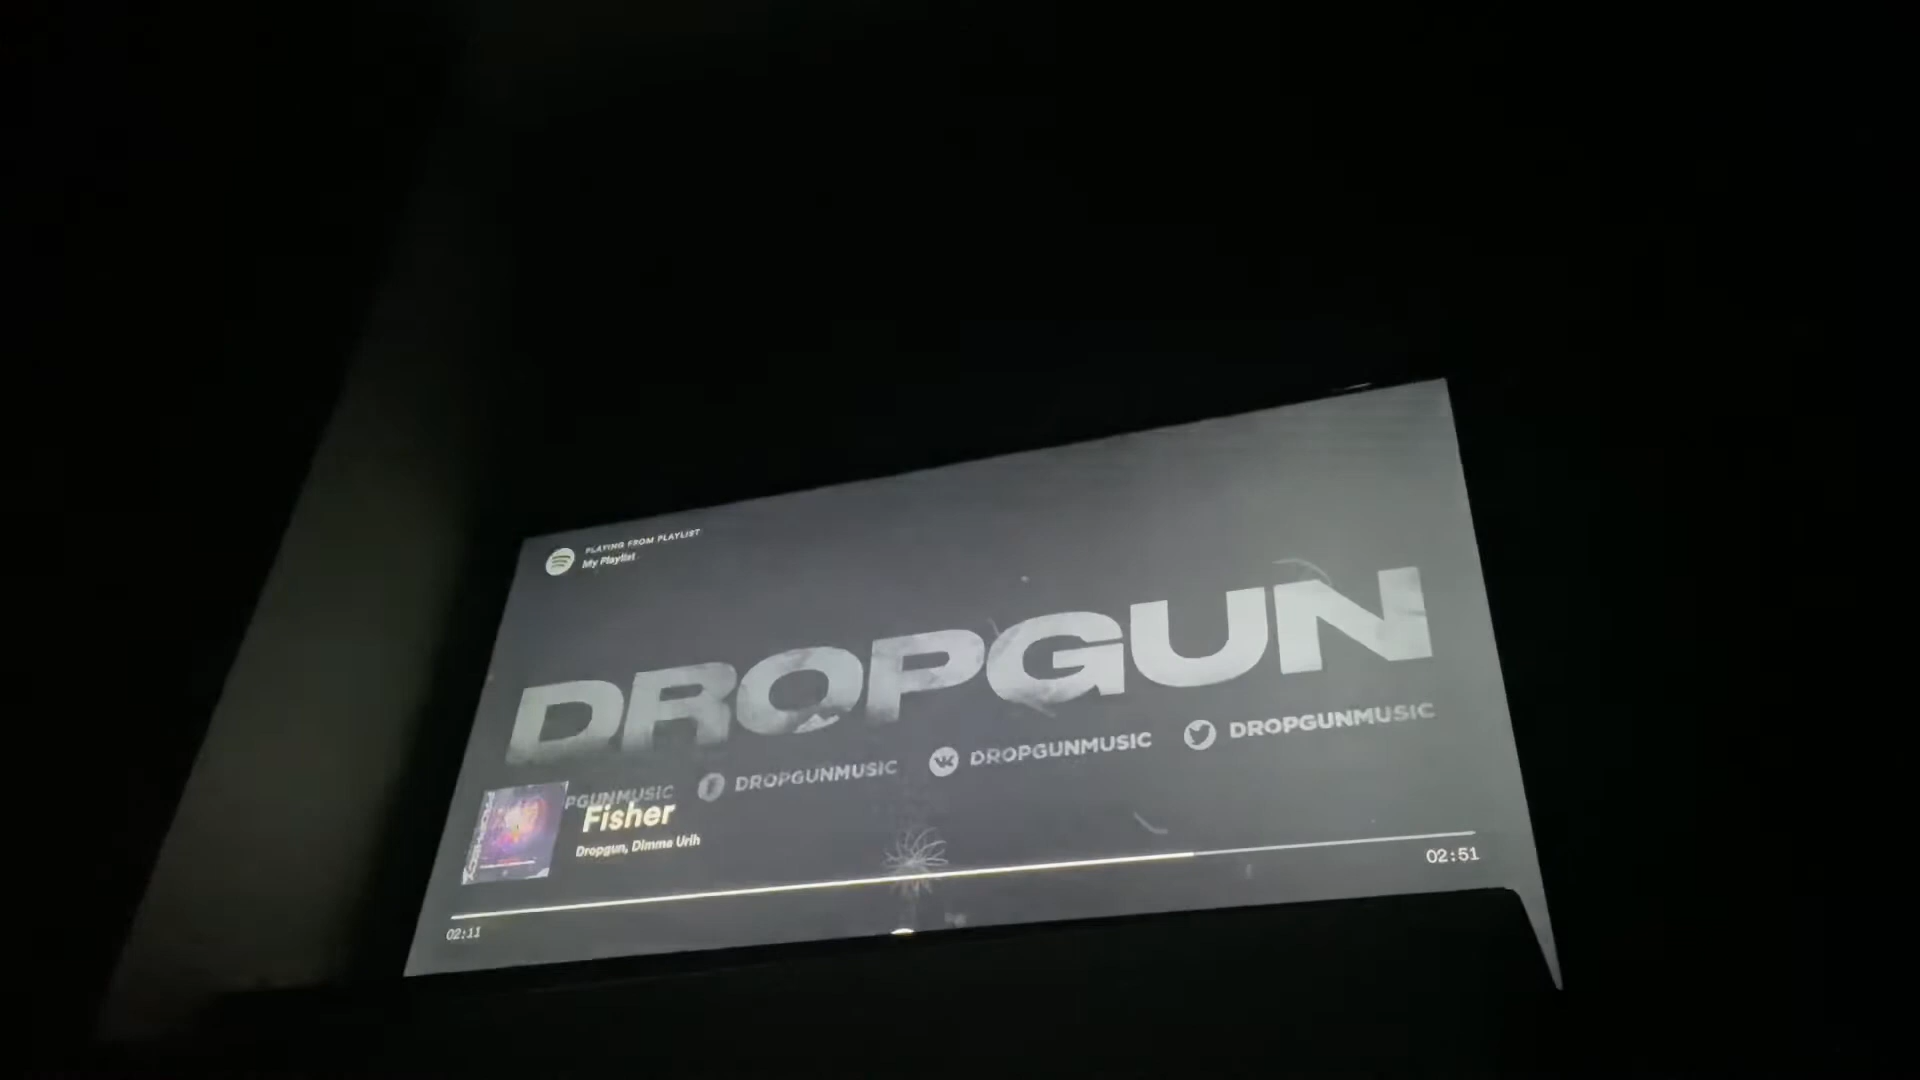 PLAYING FROM PLAYLIST
My Playlist
DROPGUN
PGUNMUSIC DROPGUNMUSIC DROPGUNMUSIC DROPGUNMUSIC
Fisher
Dropgun, Dimma Urih
02:11 02:51